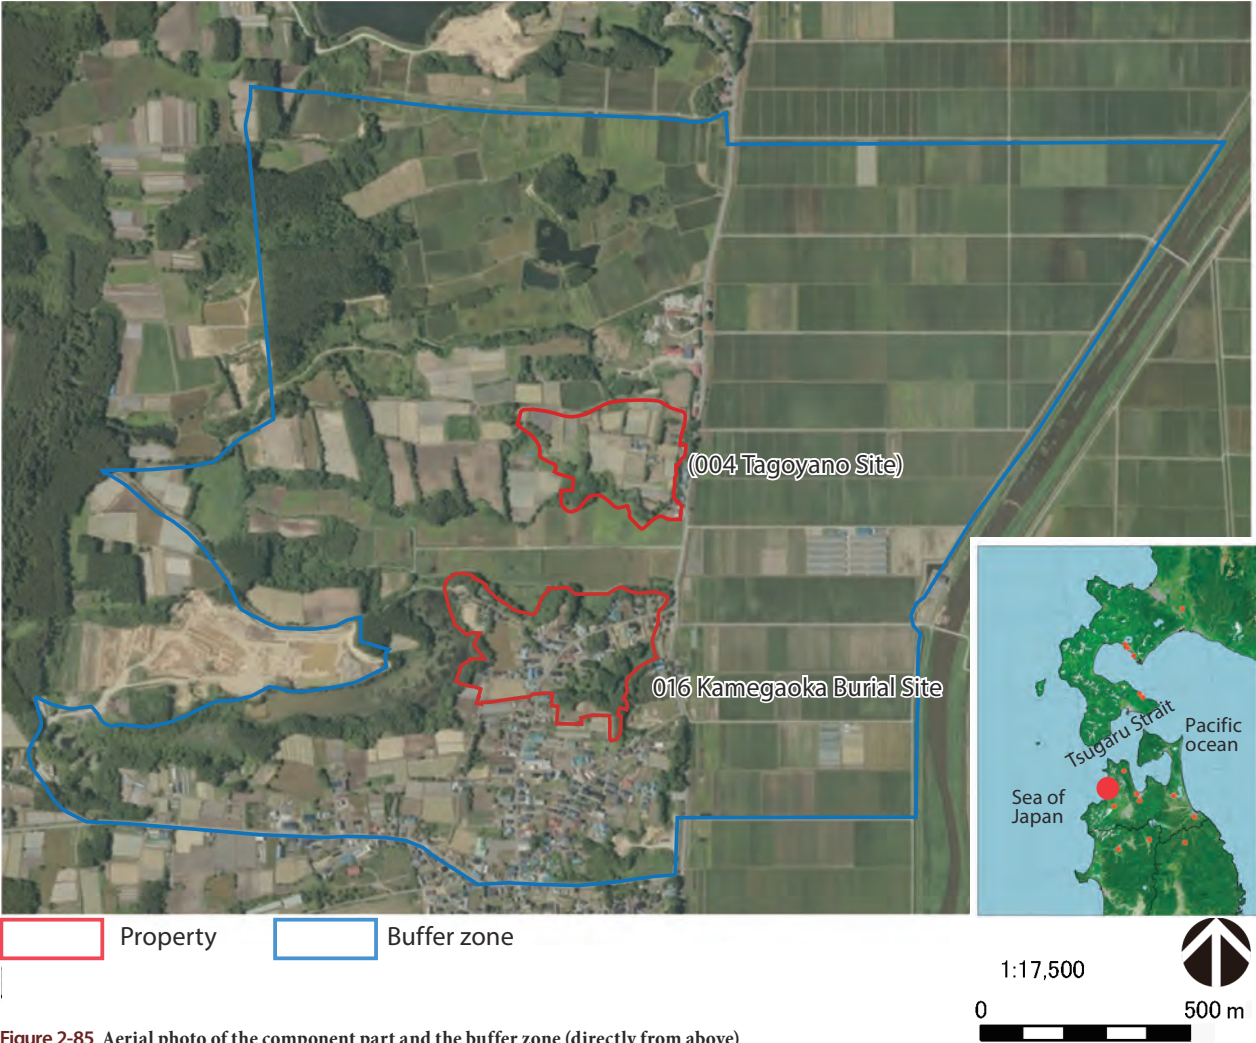 (004 Tagoyano Site)
016 Kamegaoka Burial Site
Tsugaru Strait
Pacific
ocean
Sea of
Japan
Property
Buffer zone
1:17,500
0
500 m
Figure 2-85 Aerial photo of the component part and the buffer zone (directly from above)